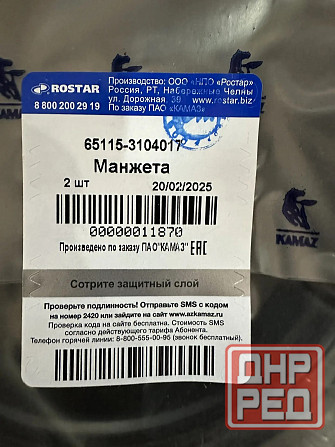 ROSTAR
8 800 200 29 19
Производство: ООО «НПО «Ростар»
Россия, РТ, Набережные Челны
ул. Дорожная, 39 www.rostar.biz
По заказу ПАО «КАМАЗ»
65115-3104017
Манжета
2 шт 20/02/2025
00000011870
Произведено по заказу ПАО"КАМАЗ" ЕАС
Сотрите защитный слой
Проверьте подлинность! Отправьте SMS с кодом
на номер 2420 или зайдите на сайт www.azkamaz.ru
Проверка кода на сайте бесплатна. Стоимость SMS
согласно действующего тарифа Абонента.
Телефон горячей линии: 8-800-555-00-95 (звонок бесплатный).
KAMAZ
KAMAZ
ДНР
РЕД